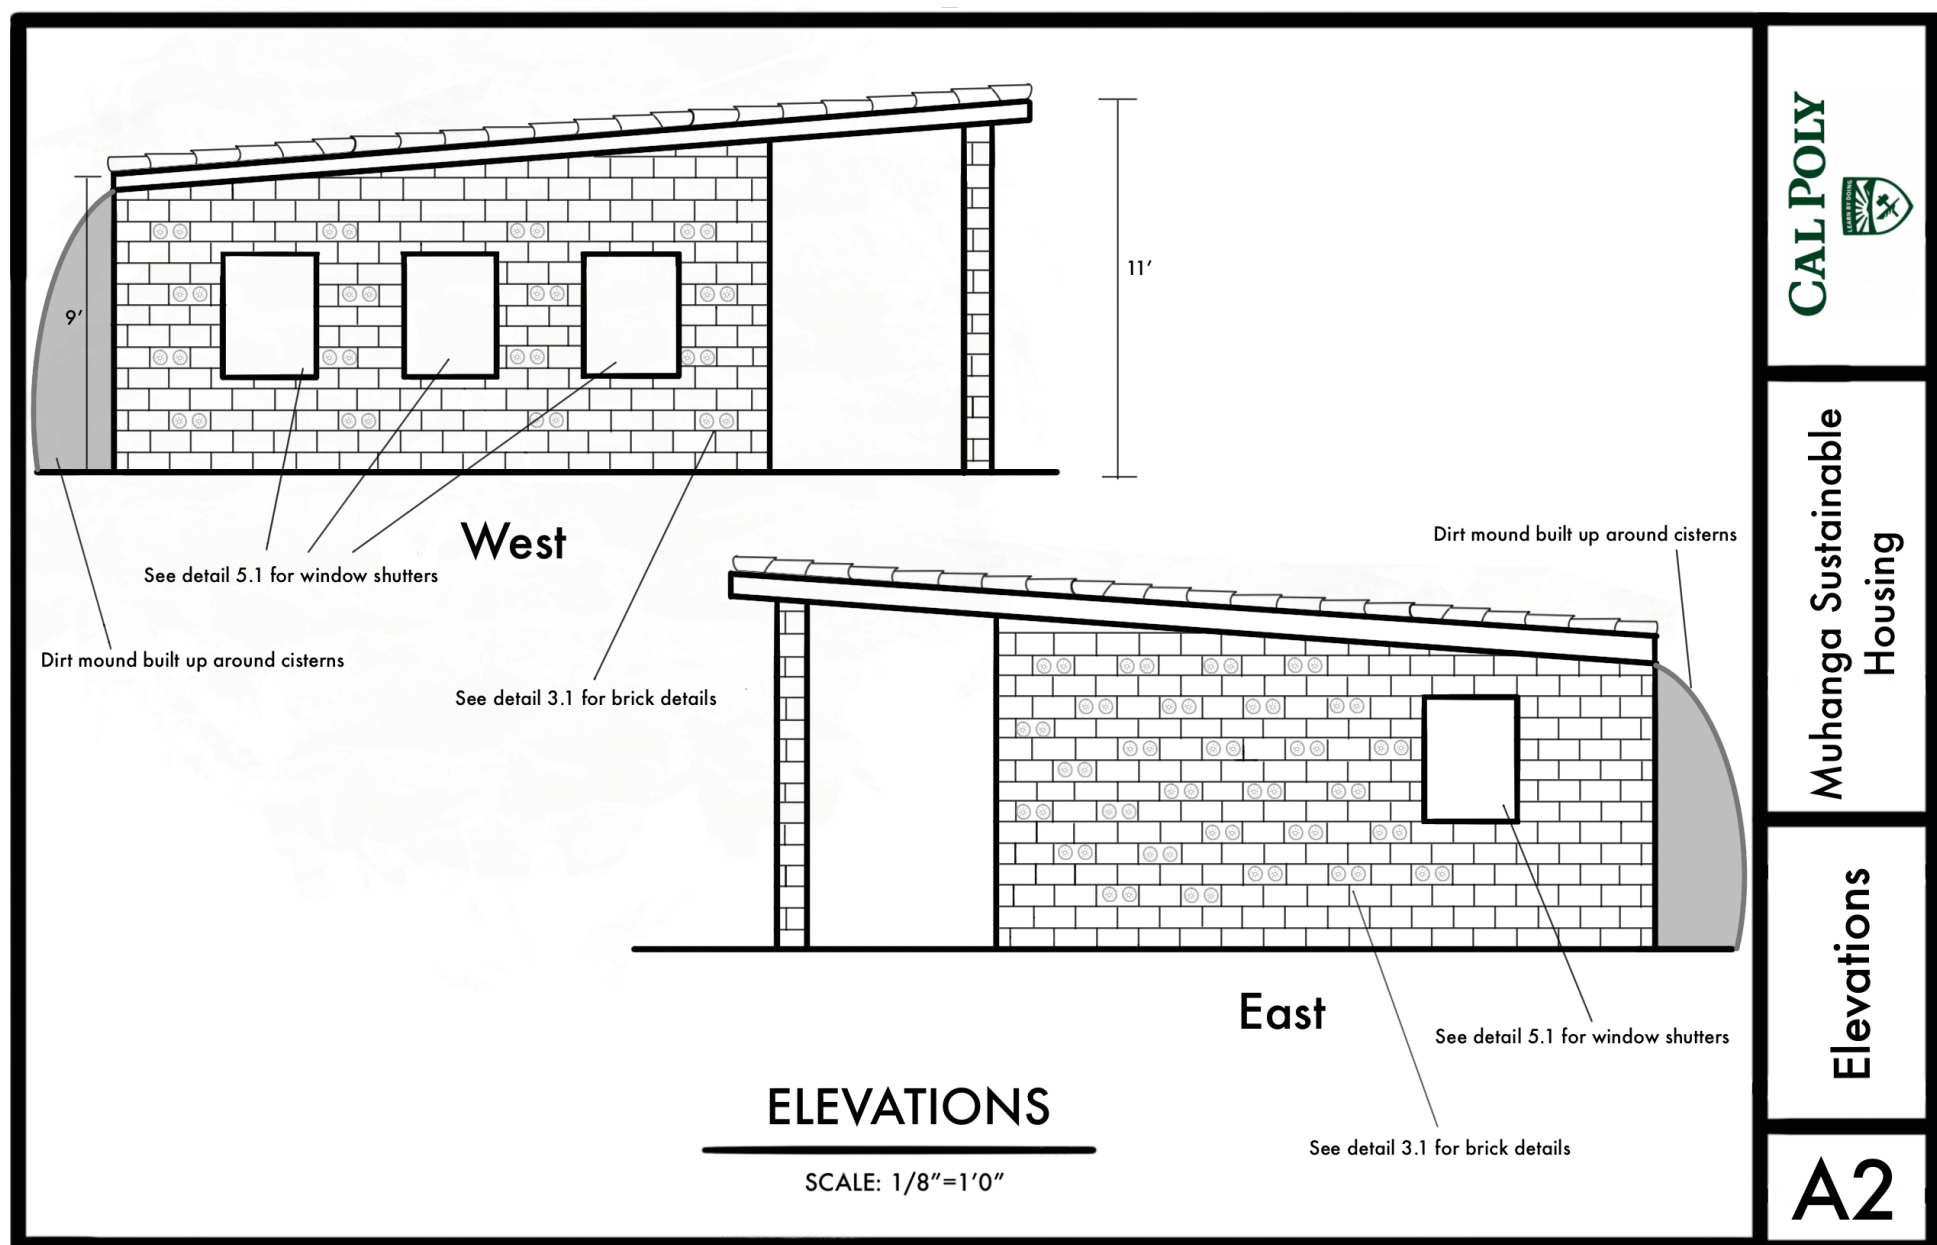 11’
9’
West
See detail 5.1 for window shutters
Dirt mound built up around cisterns
See detail 3.1 for brick details
Dirt mound built up around cisterns
East
See detail 5.1 for window shutters
See detail 3.1 for brick details
ELEVATIONS
SCALE: 1/8”=1’0”
CAL POLY
LEARN BY DOING
Muhanga Sustainable
Housing
Elevations
A2